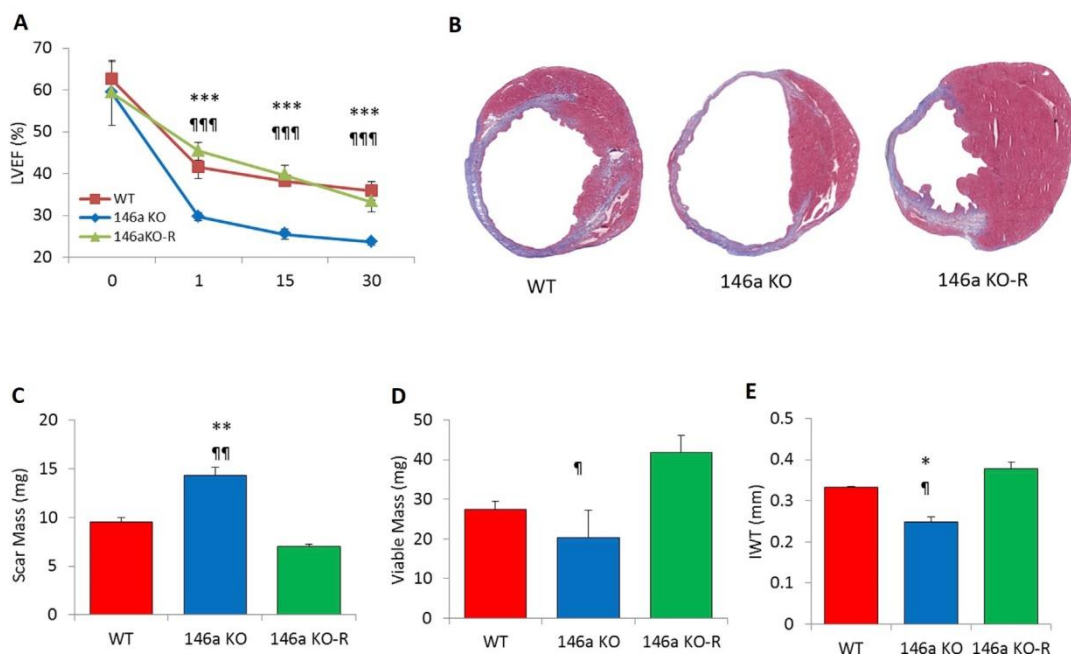 A
LVEF (%)
70
60
50
40
30
20
***
¶¶¶
***
¶¶¶
***
¶¶¶
WT
146a KO
146aKO-R
0 1 15 30
B
WT 146a KO 146a KO-R
C
Scar Mass (mg)
20
15
10
5
0
**
¶¶
WT 146a KO 146a KO-R
D
Viable Mass (mg)
50
40
30
20
10
0
¶
WT 146a KO 146a KO-R
E
IWT (mm)
0.5
0.4
0.3
0.2
0.1
0
*
¶
WT 146a KO 146a KO-R